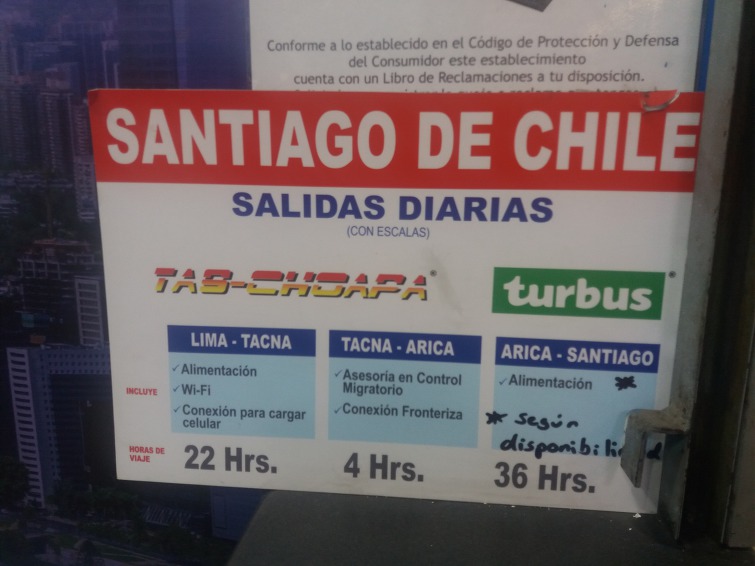 Conforme a lo establecido en el Código de Protección y Defensa
del Consumidor este establecimiento
cuenta con un Libro de Reclamaciones a tu disposición.
SANTIAGO DE CHILE
SALIDAS DIARIAS
(CON ESCALAS)
TAS-CHOAPA®
turbus®
LIMA - TACNA
✓Alimentación
✓Wi-Fi
✓Conexión para cargar
celular
TACNA - ARICA
✓Asesoría en Control
Migratorio
✓Conexión Fronteriza
ARICA - SANTIAGO
✓Alimentación *
* según
disponibilidad
INCLUYE
HORAS DE
VIAJE
22 Hrs.
4 Hrs.
36 Hrs.